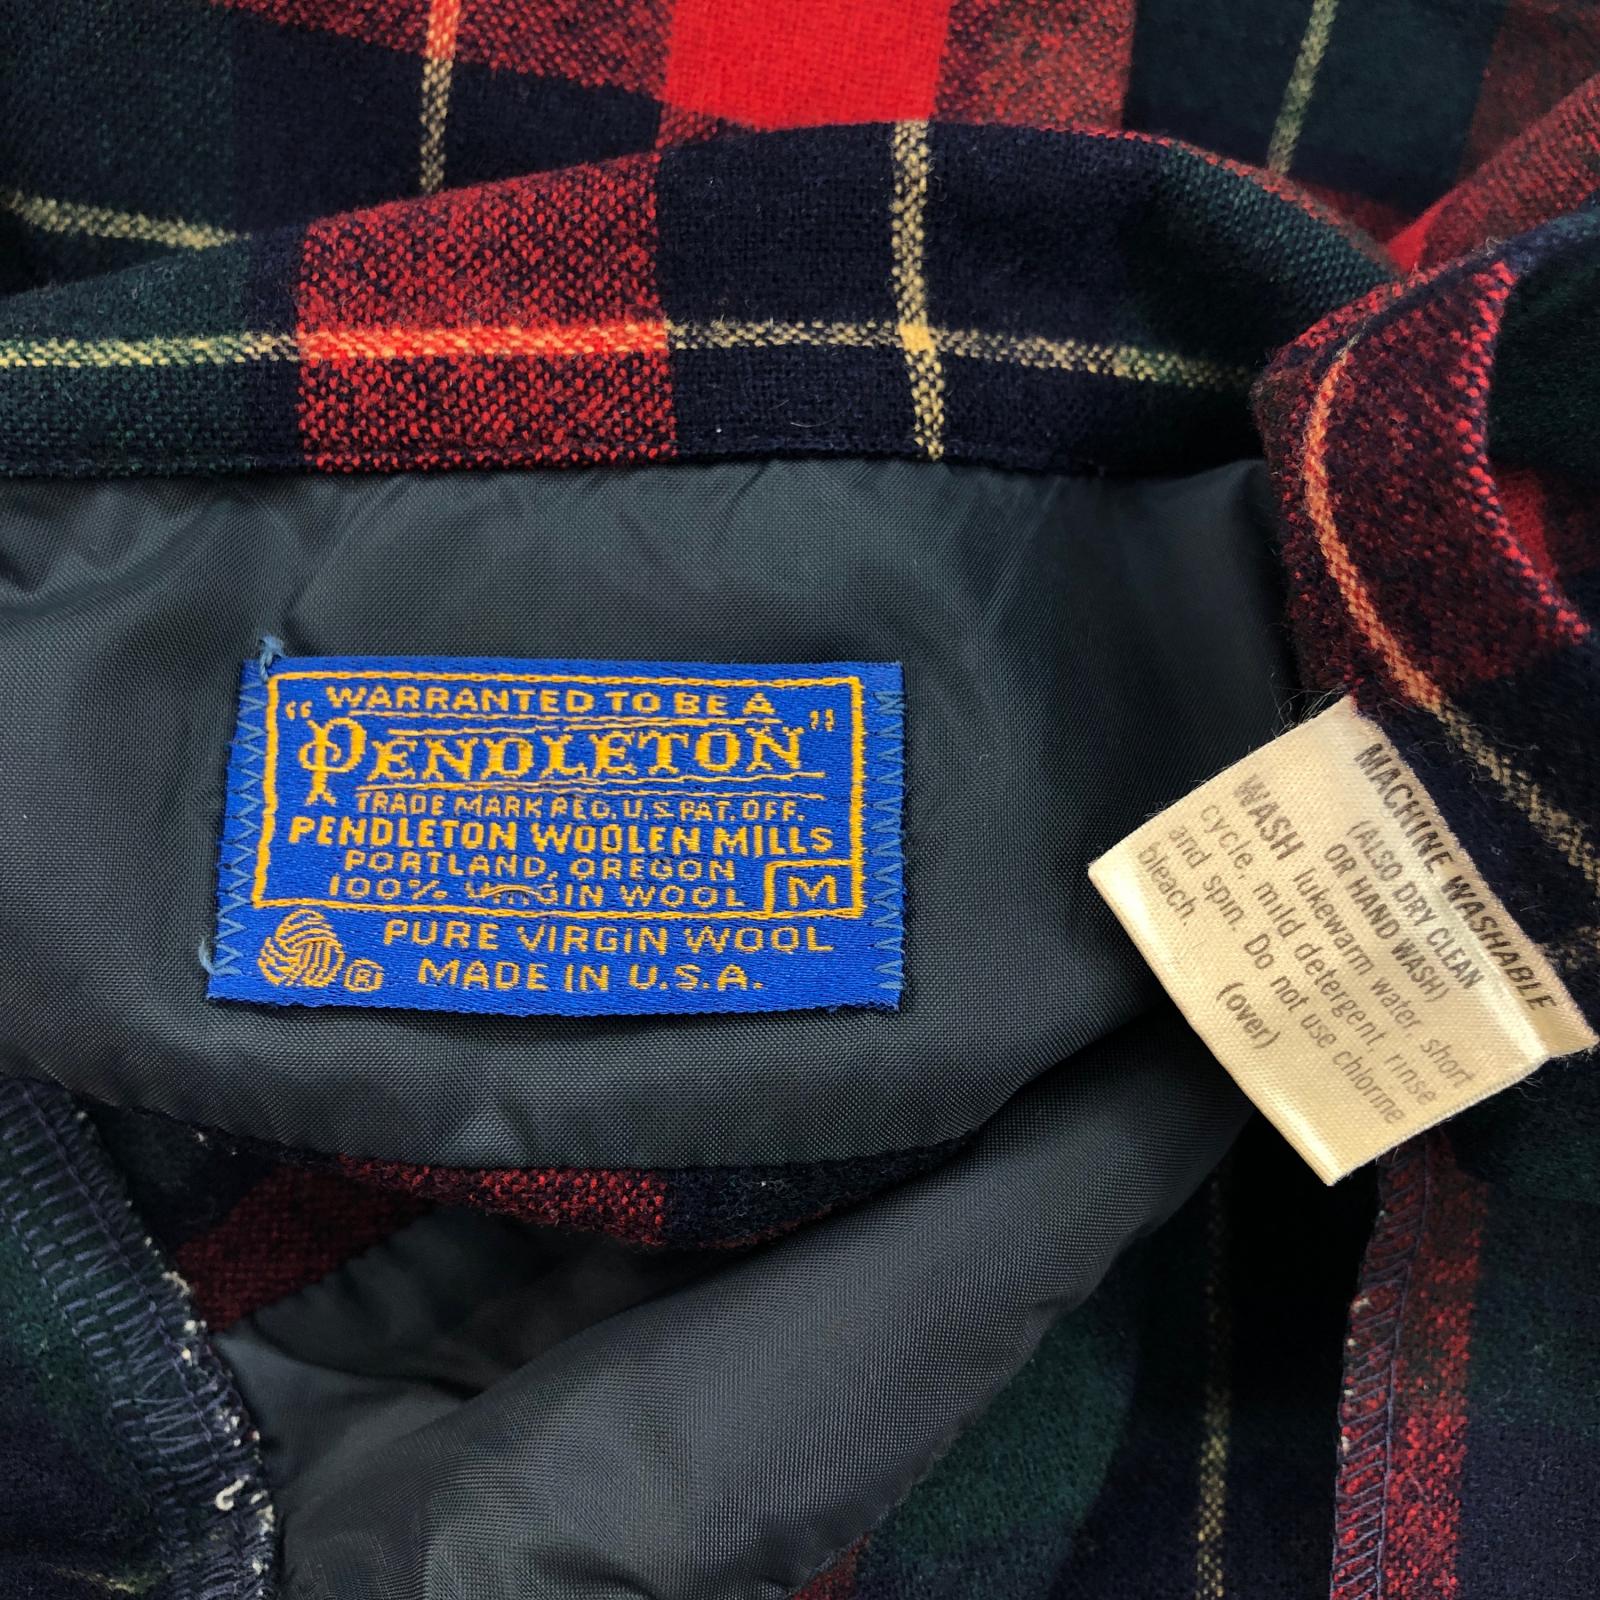 WARRANTED TO BE A
"PENDLETON"
TRADE MARK REG. U.S. PAT. OFF.
PENDLETON WOOLEN MILLS
PORTLAND, OREGON
100% VIRGIN WOOL M
PURE VIRGIN WOOL
® MADE IN U.S.A.
MACHINE WASHABLE
(ALSO DRY CLEAN
OR HAND WASH)
WASH lukewarm water, short
cycle, mild detergent, rinse
and spin. Do not use chlorine
bleach.
(over)